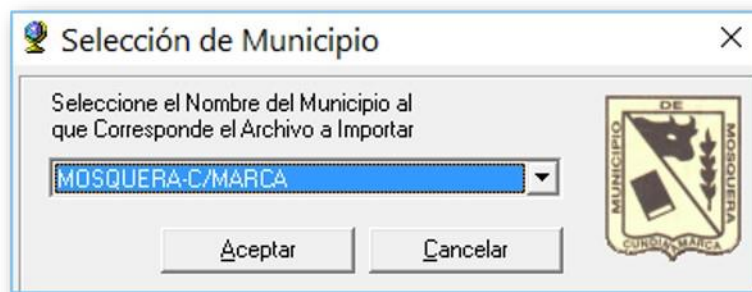 Selección de Municipio
Seleccione el Nombre del Municipio al
que Corresponde el Archivo a Importar
MOSQUERA-C/MARCA
Aceptar
Cancelar
MUNICIPIO
DE
MOSQUERA
CUNDINAMARCA